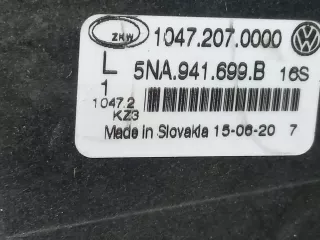 ZKW 1047.207.0000
L 5NA.941.699.B 16S
1
1047.2
KZ3
Made in Slovakia 15-06-20 7